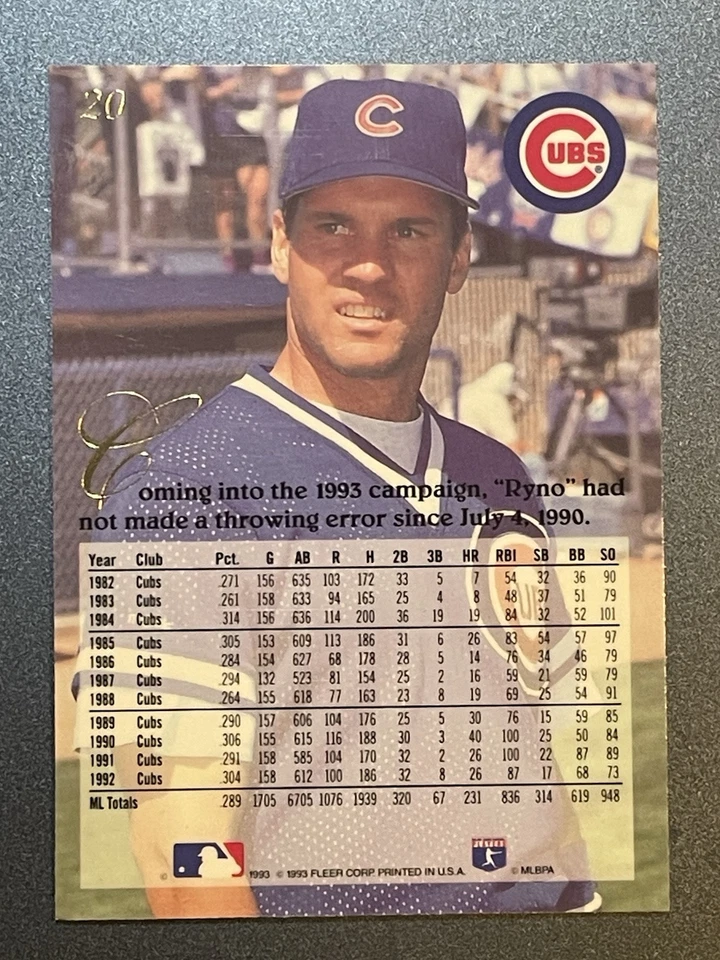 20
C
CUBS®
Coming into the 1993 campaign, "Ryno" had
not made a throwing error since July 4, 1990.
Year Club Pct. G AB R H 2B 3B HR RBI SB BB SO
1982 Cubs .271 156 635 103 172 33 5 7 54 32 36 90
1983 Cubs .261 158 633 94 165 25 4 8 48 37 51 79
1984 Cubs .314 156 636 114 200 36 19 19 84 32 52 101
1985 Cubs .305 153 609 113 186 31 6 26 83 54 57 97
1986 Cubs .284 154 627 68 178 28 5 14 76 34 46 79
1987 Cubs .294 132 523 81 154 25 2 16 59 21 59 79
1988 Cubs .264 155 618 77 163 23 8 19 69 25 54 91
1989 Cubs .290 157 606 104 176 25 5 30 76 15 59 85
1990 Cubs .306 155 615 116 188 30 3 40 100 25 50 84
1991 Cubs .291 158 585 104 170 32 2 26 100 22 87 89
1992 Cubs .304 158 612 100 186 32 8 26 87 17 68 73
ML Totals .289 1705 6705 1076 1939 320 67 231 836 314 619 948
© 1993 © 1993 FLEER CORP. PRINTED IN U.S.A. PLAYERS © MLBPA